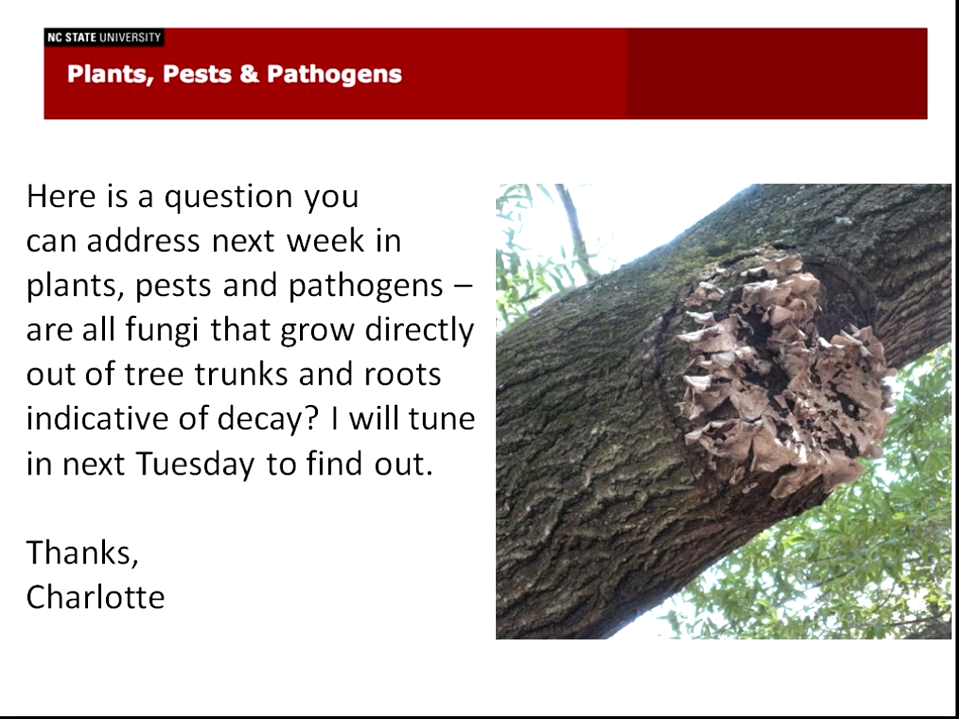 NC STATE UNIVERSITY
Plants, Pests & Pathogens
Here is a question you
can address next week in
plants, pests and pathogens –
are all fungi that grow directly
out of tree trunks and roots
indicative of decay? I will tune
in next Tuesday to find out.
Thanks,
Charlotte